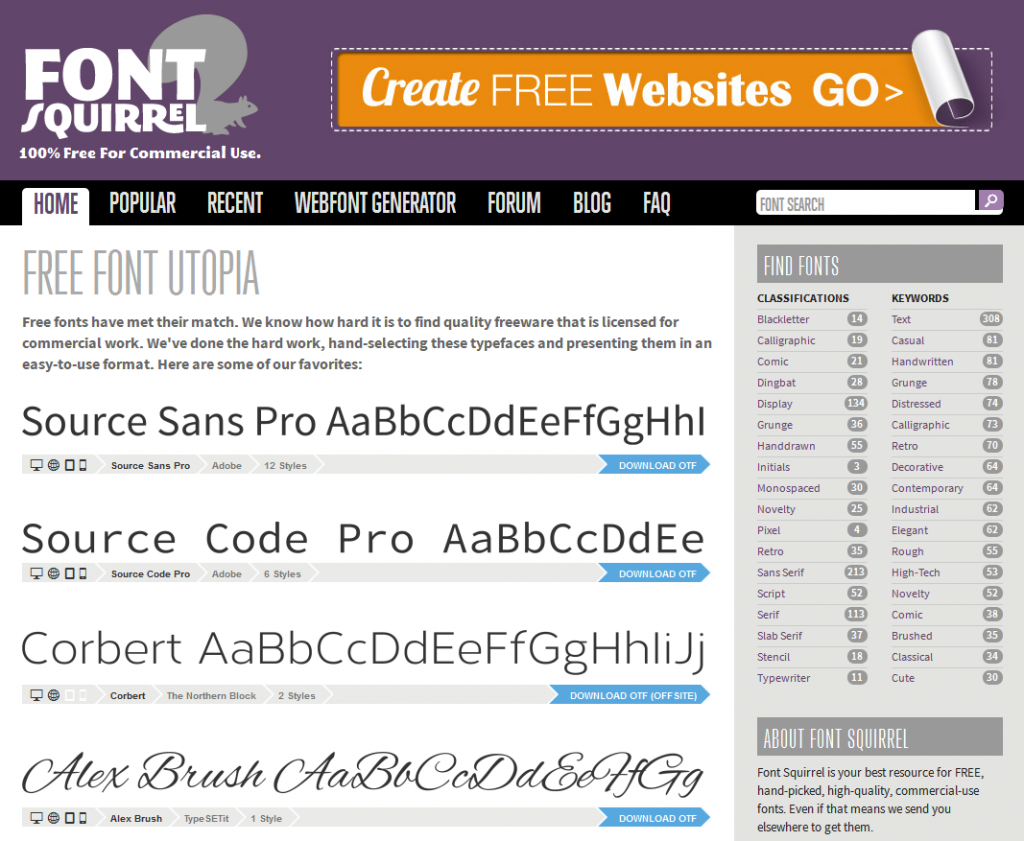 FONT
SQUIRREL
100% Free For Commercial Use.
Create FREE Websites GO >
HOME POPULAR RECENT WEBFONT GENERATOR FORUM BLOG FAQ FONT SEARCH
FREE FONT UTOPIA
Free fonts have met their match. We know how hard it is to find quality freeware that is licensed for
commercial work. We've done the hard work, hand-selecting these typefaces and presenting them in an
easy-to-use format. Here are some of our favorites:
Source Sans Pro AaBbCcDdEeFfGgHhI
Source Sans Pro Adobe 12 Styles DOWNLOAD OTF
Source Code Pro AaBbCcDdEe
Source Code Pro Adobe 6 Styles DOWNLOAD OTF
Corbert AaBbCcDdEeFfGgHhIiJj
Corbert The Northern Block 2 Styles DOWNLOAD OTF (OFFSITE)
Alex Brush AaBbCcDdEeFfGg
Alex Brush TypeSETit 1 Style DOWNLOAD OTF
FIND FONTS
CLASSIFICATIONS KEYWORDS
Blackletter 14 Text 308
Calligraphic 19 Casual 81
Comic 21 Handwritten 81
Dingbat 28 Grunge 78
Display 134 Distressed 74
Grunge 36 Calligraphic 73
Handdrawn 55 Retro 70
Initials 3 Decorative 64
Monospaced 30 Contemporary 64
Novelty 25 Industrial 62
Pixel 4 Elegant 62
Retro 35 Rough 55
Sans Serif 213 High-Tech 53
Script 52 Novelty 52
Serif 113 Comic 38
Slab Serif 37 Brushed 35
Stencil 18 Classical 34
Typewriter 11 Cute 30
ABOUT FONT SQUIRREL
Font Squirrel is your best resource for FREE,
hand-picked, high-quality, commercial-use
fonts. Even if that means we send you
elsewhere to get them.